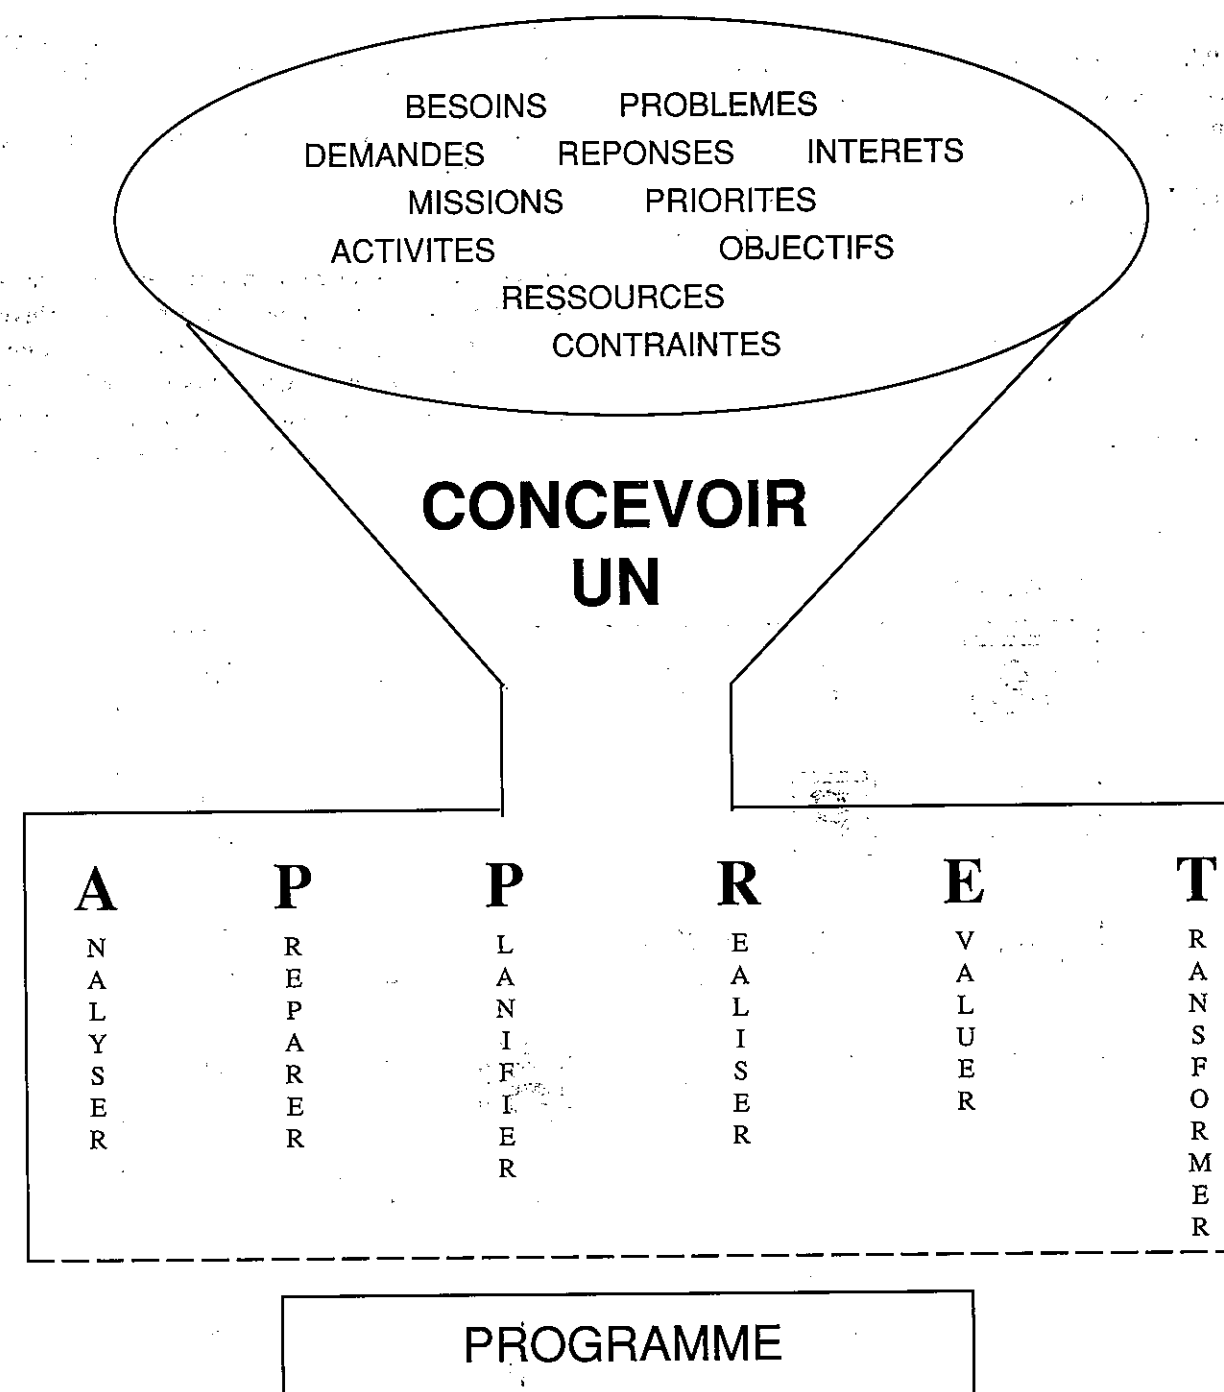 BESOINS PROBLEMES
DEMANDES REPONSES INTERETS
MISSIONS PRIORITES
ACTIVITES OBJECTIFS
RESSOURCES
CONTRAINTES
CONCEVOIR
UN
A P P R E T
ANALYSER
PREPARER
PLANIFIER
REALISER
EVALUER
TRANSFORMER
PROGRAMME